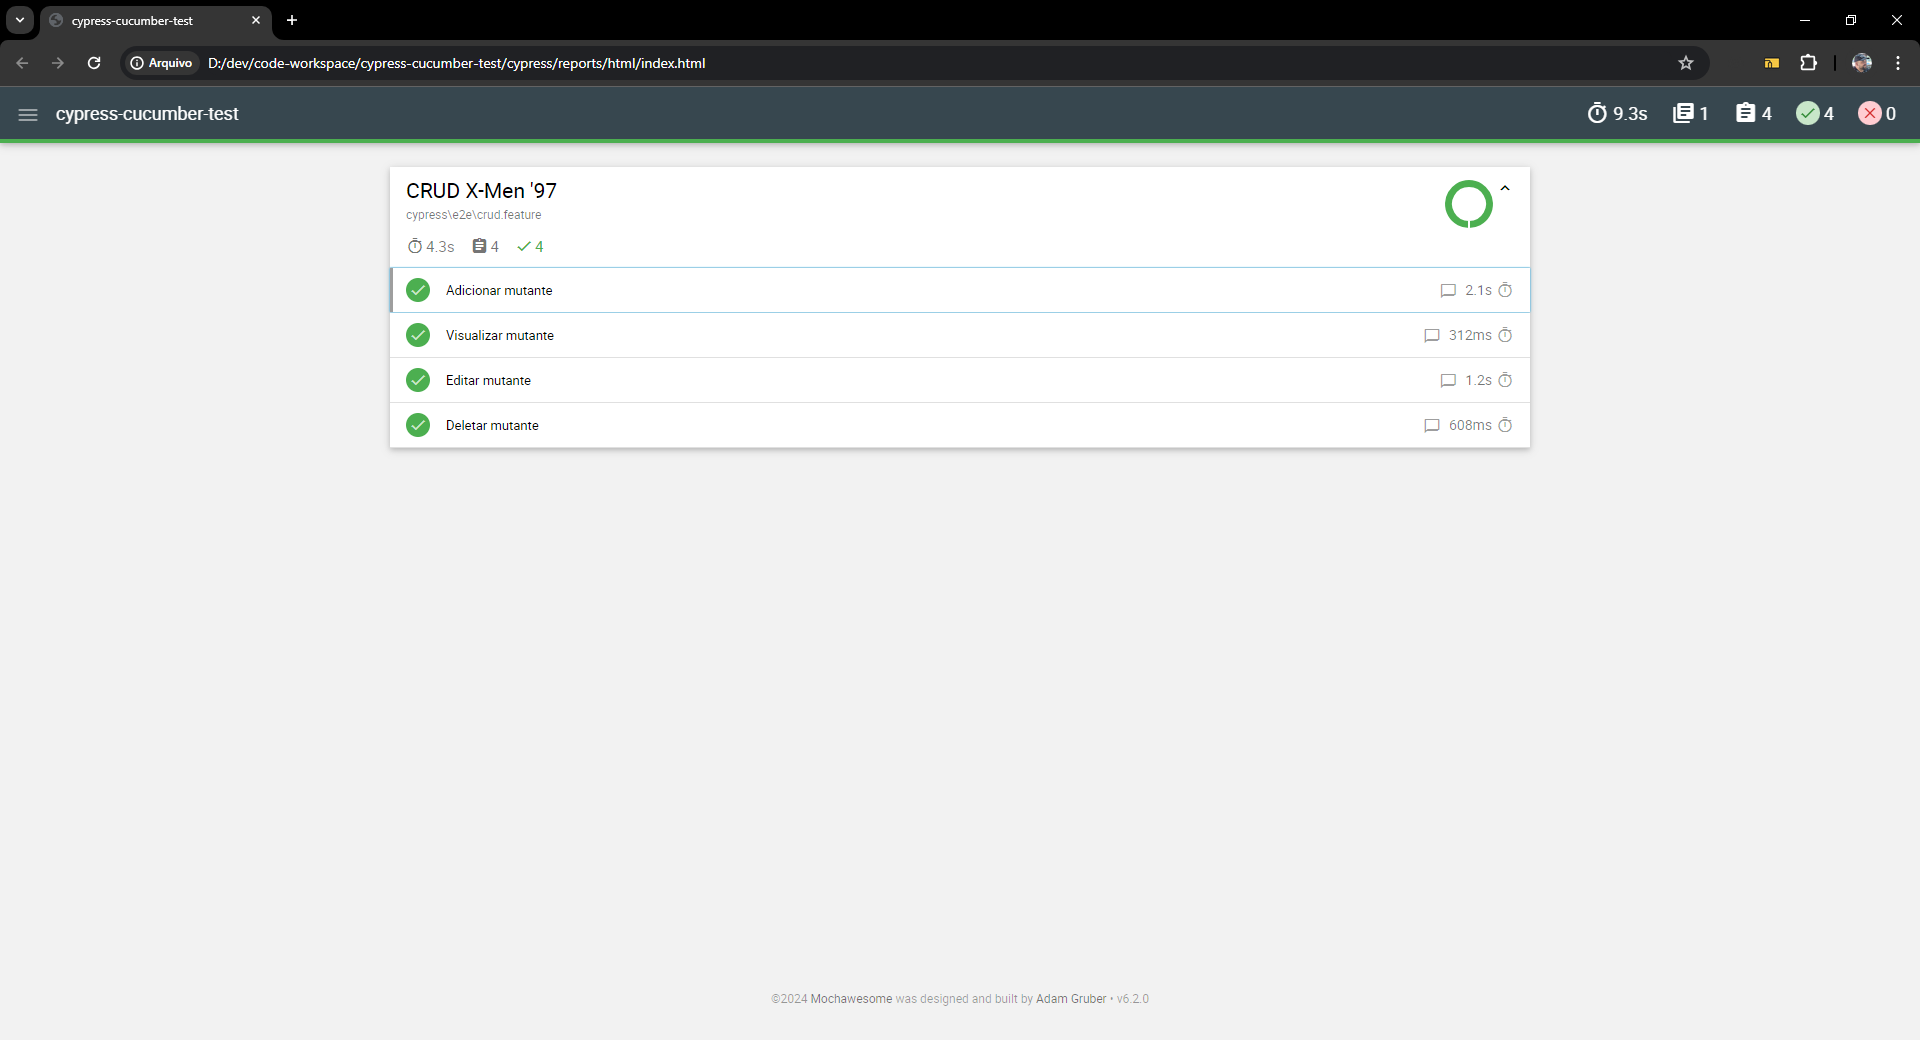 cypress-cucumber-test
Arquivo D:/dev/code-workspace/cypress-cucumber-test/cypress/reports/html/index.html
cypress-cucumber-test 9.3s 1 4 4 0
CRUD X-Men '97
cypress\e2e\crud.feature
4.3s 4 4
Adicionar mutante 2.1s
Visualizar mutante 312ms
Editar mutante 1.2s
Deletar mutante 608ms
©2024 Mochawesome was designed and built by Adam Gruber • v6.2.0